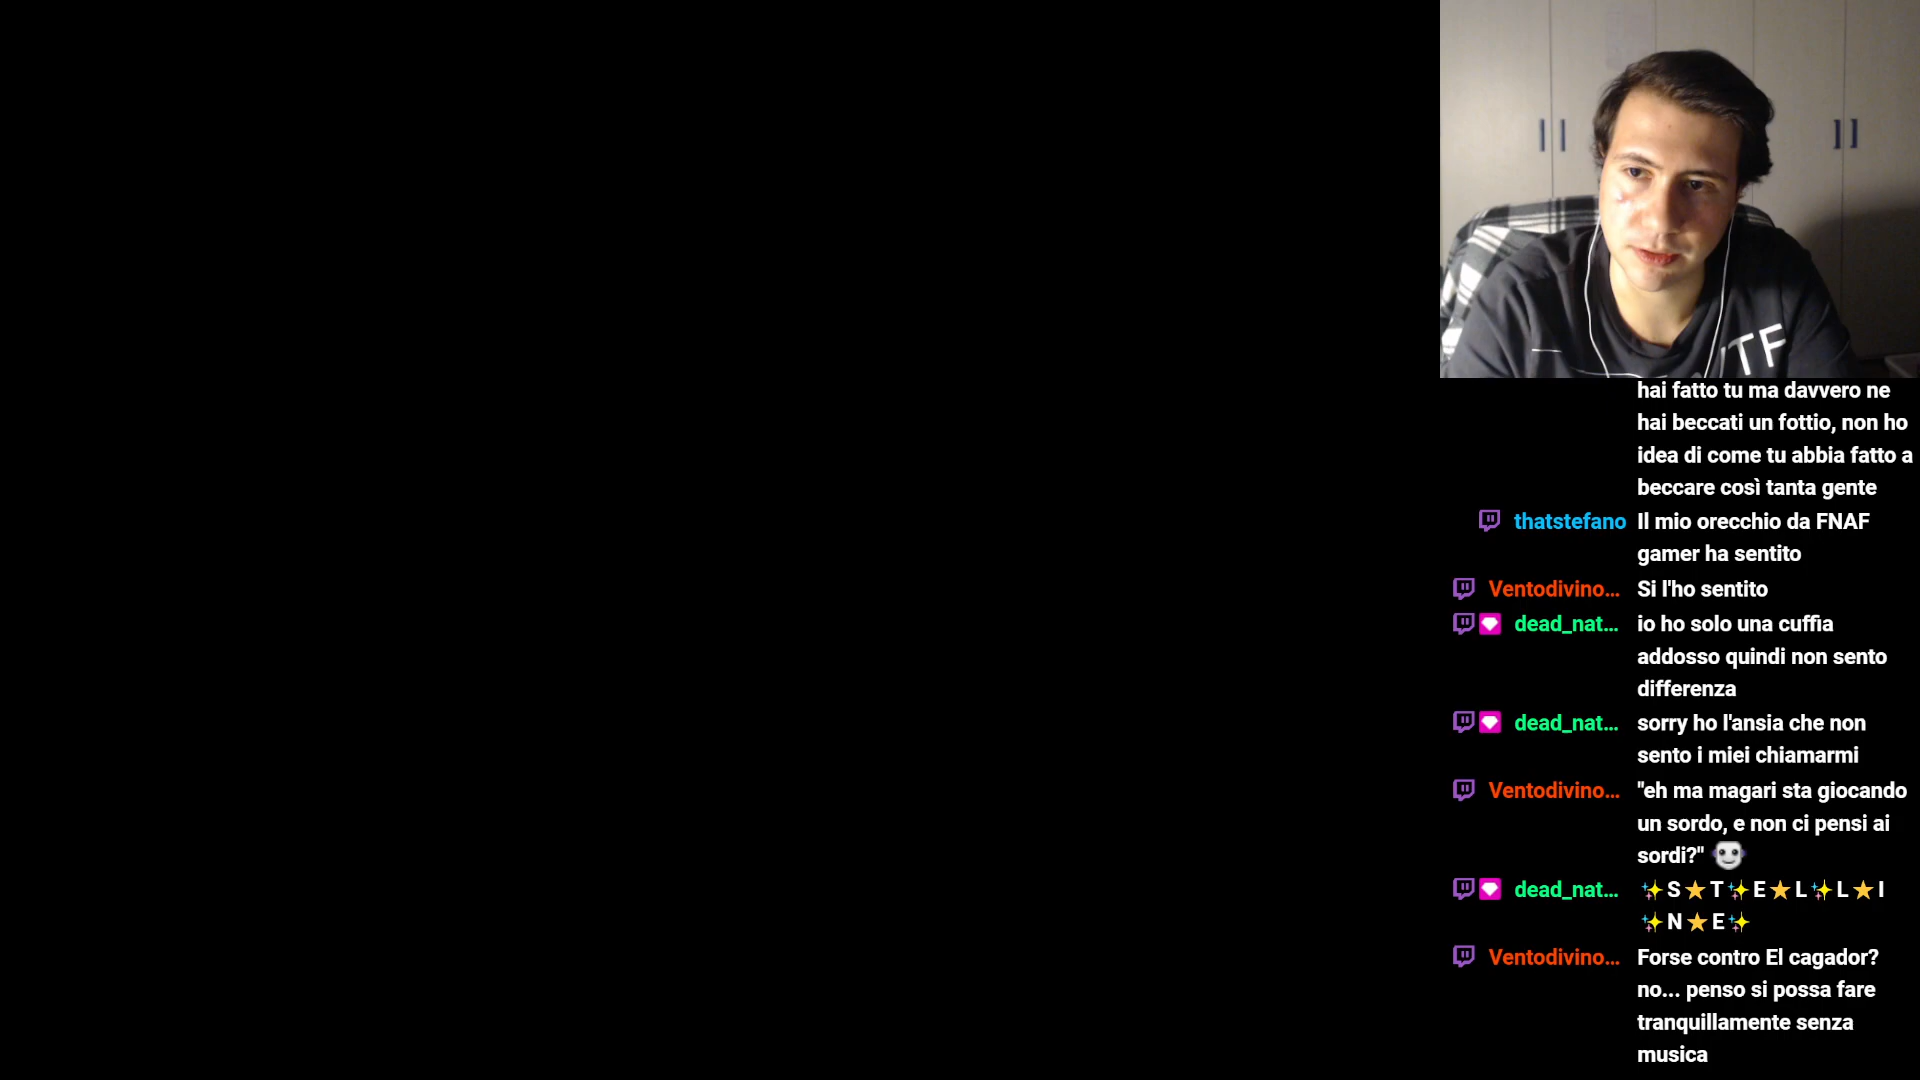 TF
hai fatto tu ma davvero ne
hai beccati un fottio, non ho
idea di come tu abbia fatto a
beccare così tanta gente
thatstefano Il mio orecchio da FNAF
gamer ha sentito
Ventodivino... Si l'ho sentito
dead_nat... io ho solo una cuffia
addosso quindi non sento
differenza
dead_nat... sorry ho l'ansia che non
sento i miei chiamarmi
Ventodivino... "eh ma magari sta giocando
un sordo, e non ci pensi ai
sordi?"
dead_nat... ✨S⭐T✨E⭐L✨L⭐I
✨N⭐E✨
Ventodivino... Forse contro El cagador?
no... penso si possa fare
tranquillamente senza
musica